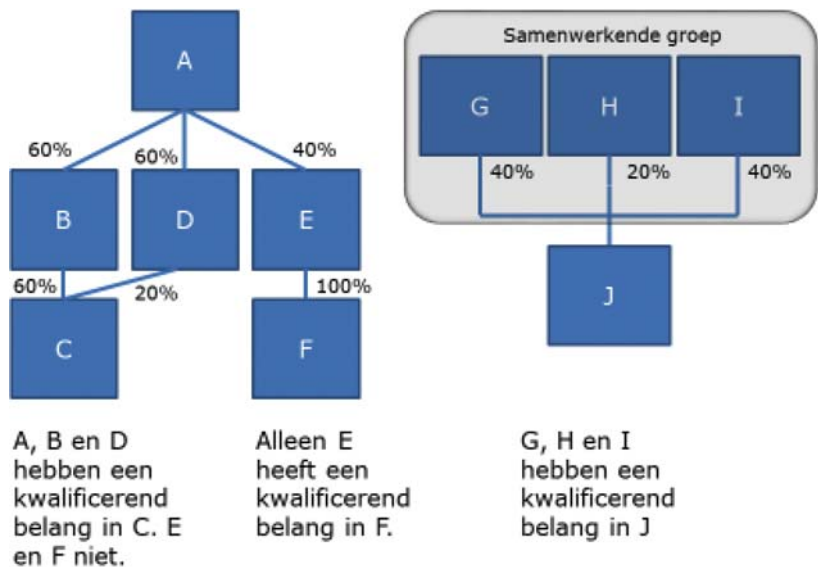 A
60%
60%
40%
B
D
E
60%
20%
100%
C
F
A, B en D
hebben een
kwalificerend
belang in C. E
en F niet.
Alleen E
heeft een
kwalificerend
belang in F.
Samenwerkende groep
G
H
I
40%
20%
40%
J
G, H en I
hebben een
kwalificerend
belang in J